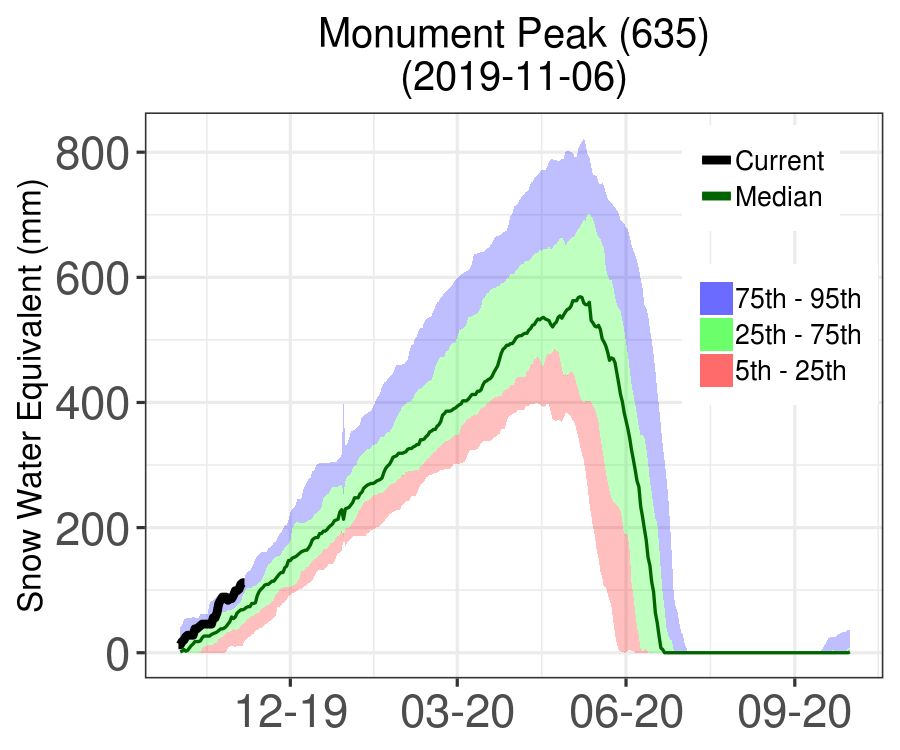 Monument Peak (635)
(2019-11-06)
Snow Water Equivalent (mm)
800
600
400
200
0
12-19
03-20
06-20
09-20
Current
Median
75th - 95th
25th - 75th
5th - 25th